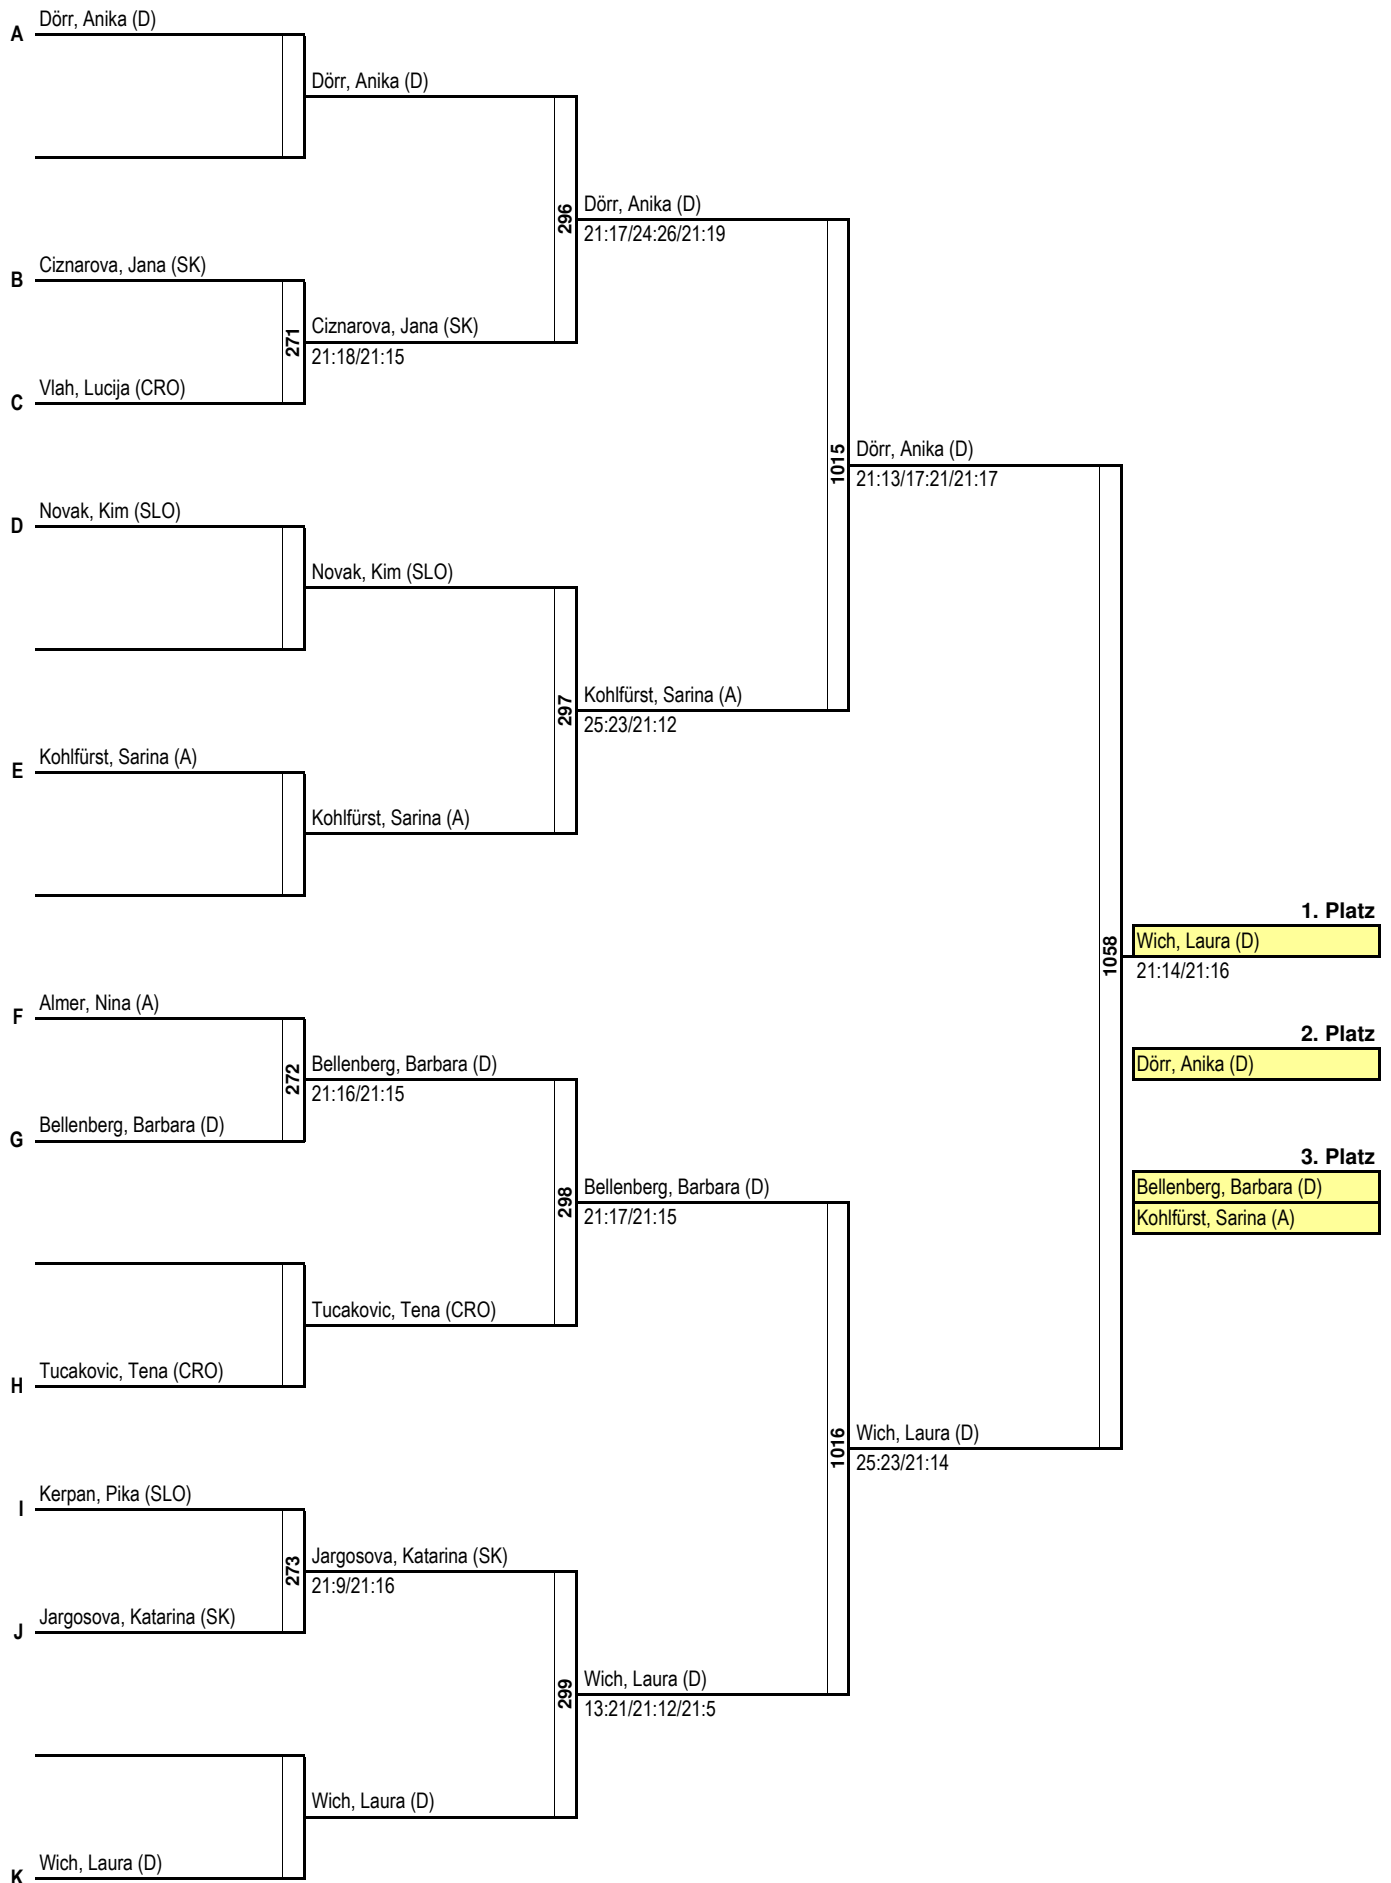 A Dörr, Anika (D)
Dörr, Anika (D)
296
Dörr, Anika (D)
21:17/24:26/21:19
B Ciznarova, Jana (SK)
271
Ciznarova, Jana (SK)
21:18/21:15
C Vlah, Lucija (CRO)
1015
Dörr, Anika (D)
21:13/17:21/21:17
D Novak, Kim (SLO)
Novak, Kim (SLO)
297
Kohlfürst, Sarina (A)
25:23/21:12
E Kohlfürst, Sarina (A)
Kohlfürst, Sarina (A)
1. Platz
1058
Wich, Laura (D)
21:14/21:16
F Almer, Nina (A)
2. Platz
272
Bellenberg, Barbara (D)
21:16/21:15
Dörr, Anika (D)
G Bellenberg, Barbara (D)
3. Platz
298
Bellenberg, Barbara (D)
21:17/21:15
Bellenberg, Barbara (D)
Kohlfürst, Sarina (A)
Tucakovic, Tena (CRO)
H Tucakovic, Tena (CRO)
1016
Wich, Laura (D)
25:23/21:14
I Kerpan, Pika (SLO)
273
Jargosova, Katarina (SK)
21:9/21:16
J Jargosova, Katarina (SK)
299
Wich, Laura (D)
13:21/21:12/21:5
Wich, Laura (D)
K Wich, Laura (D)